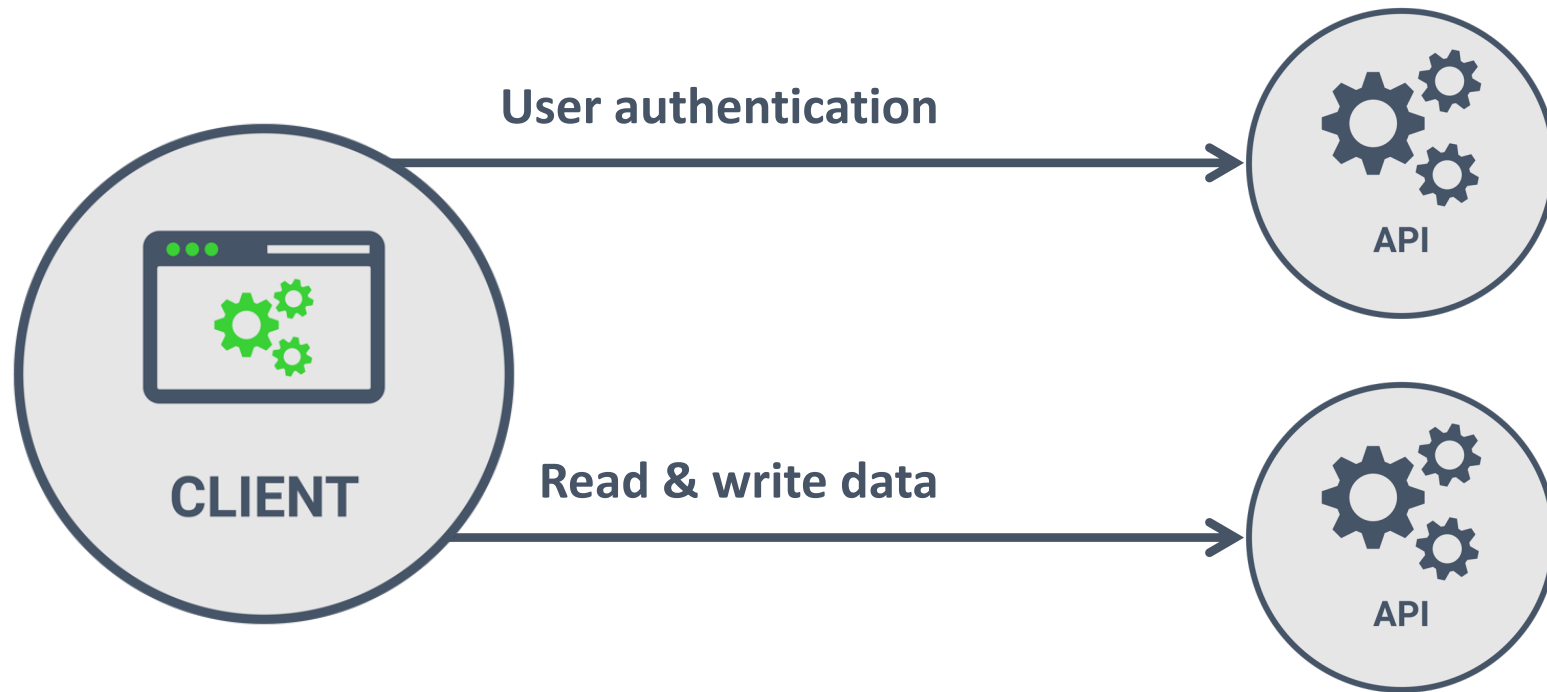 User authentication
API
CLIENT
Read & write data
API